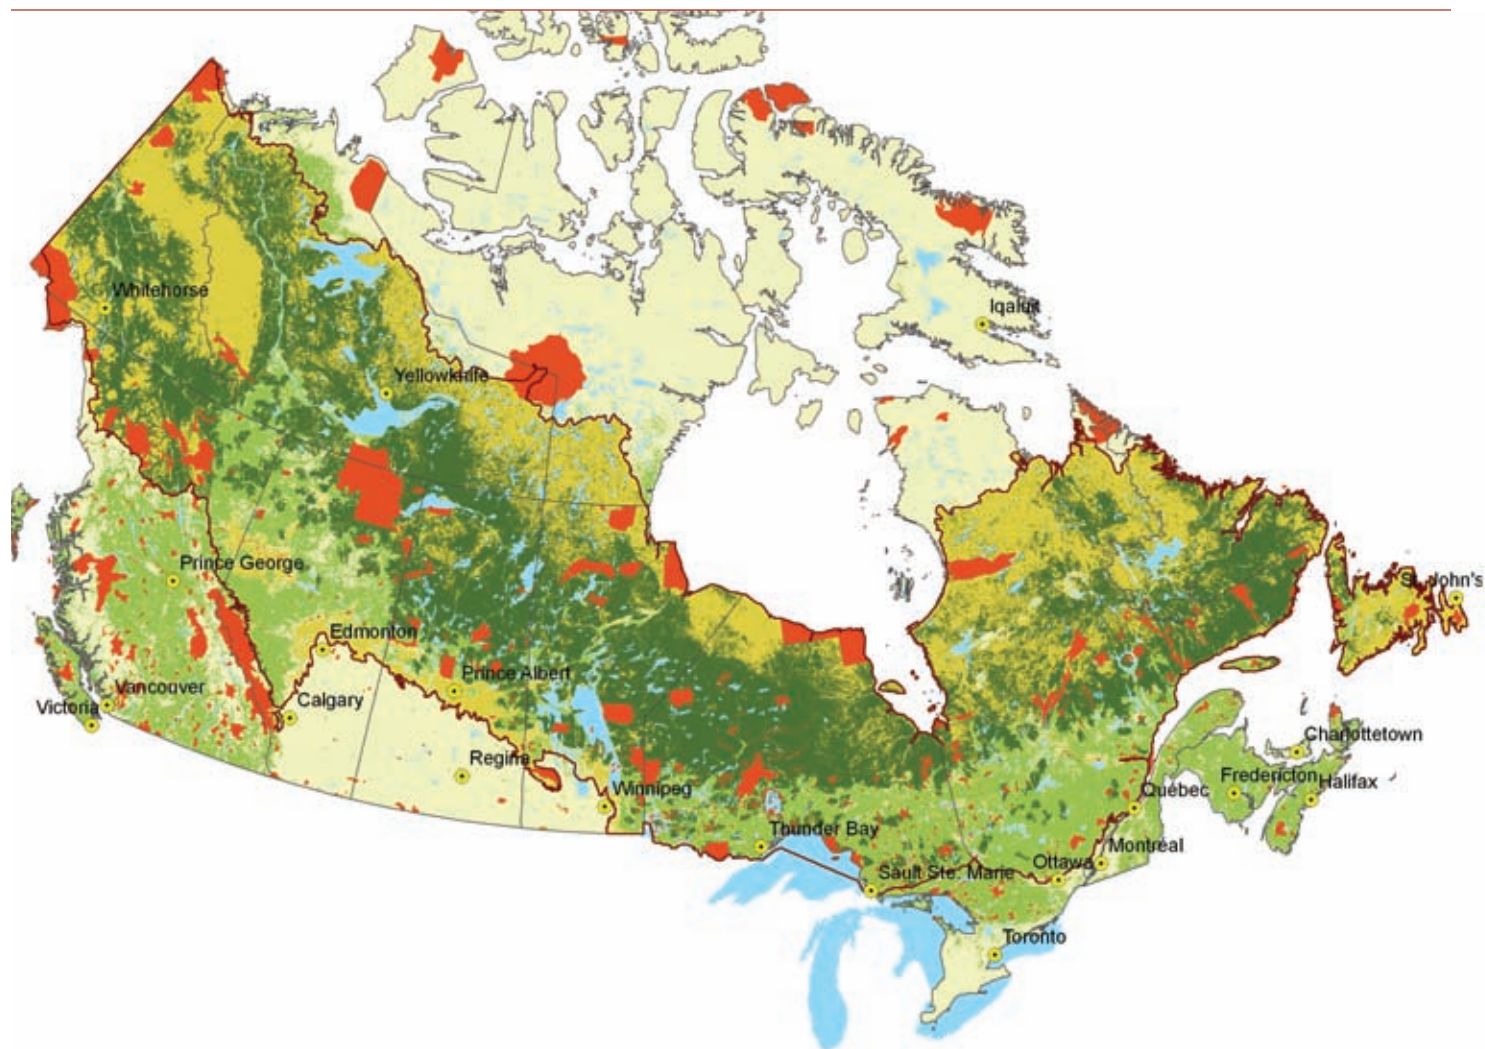 Whitehorse
Iqaluit
Yellowknife
Prince George
Edmonton
St. John's
Prince Albert
Vancouver
Victoria
Calgary
Charlottetown
Regina
Fredericton
Halifax
Winnipeg
Québec
Thunder Bay
Montréal
Ottawa
Sault Ste. Marie
Toronto